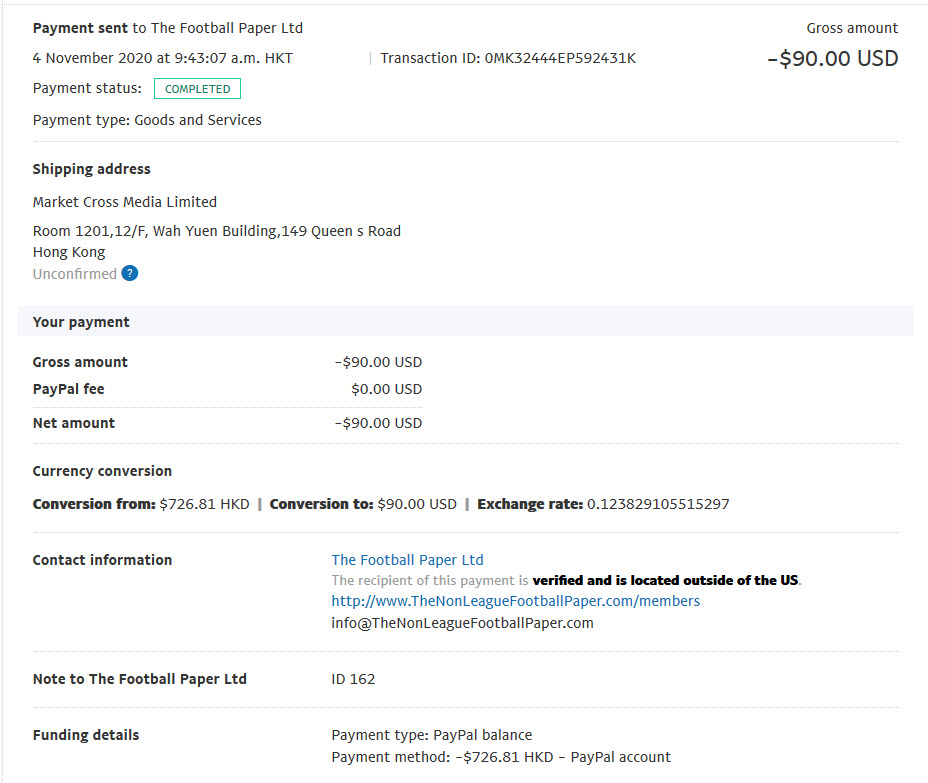 Payment sent to The Football Paper Ltd
Gross amount
4 November 2020 at 9:43:07 a.m. HKT | Transaction ID: 0MK32444EP592431K
-$90.00 USD
Payment status: COMPLETED
Payment type: Goods and Services
Shipping address
Market Cross Media Limited
Room 1201,12/F, Wah Yuen Building,149 Queen s Road
Hong Kong
Unconfirmed ?
Your payment
Gross amount -$90.00 USD
PayPal fee $0.00 USD
Net amount -$90.00 USD
Currency conversion
Conversion from: $726.81 HKD | Conversion to: $90.00 USD | Exchange rate: 0.123829105515297
Contact information The Football Paper Ltd
The recipient of this payment is verified and is located outside of the US.
http://www.TheNonLeagueFootballPaper.com/members
info@TheNonLeagueFootballPaper.com
Note to The Football Paper Ltd ID 162
Funding details Payment type: PayPal balance
Payment method: -$726.81 HKD - PayPal account